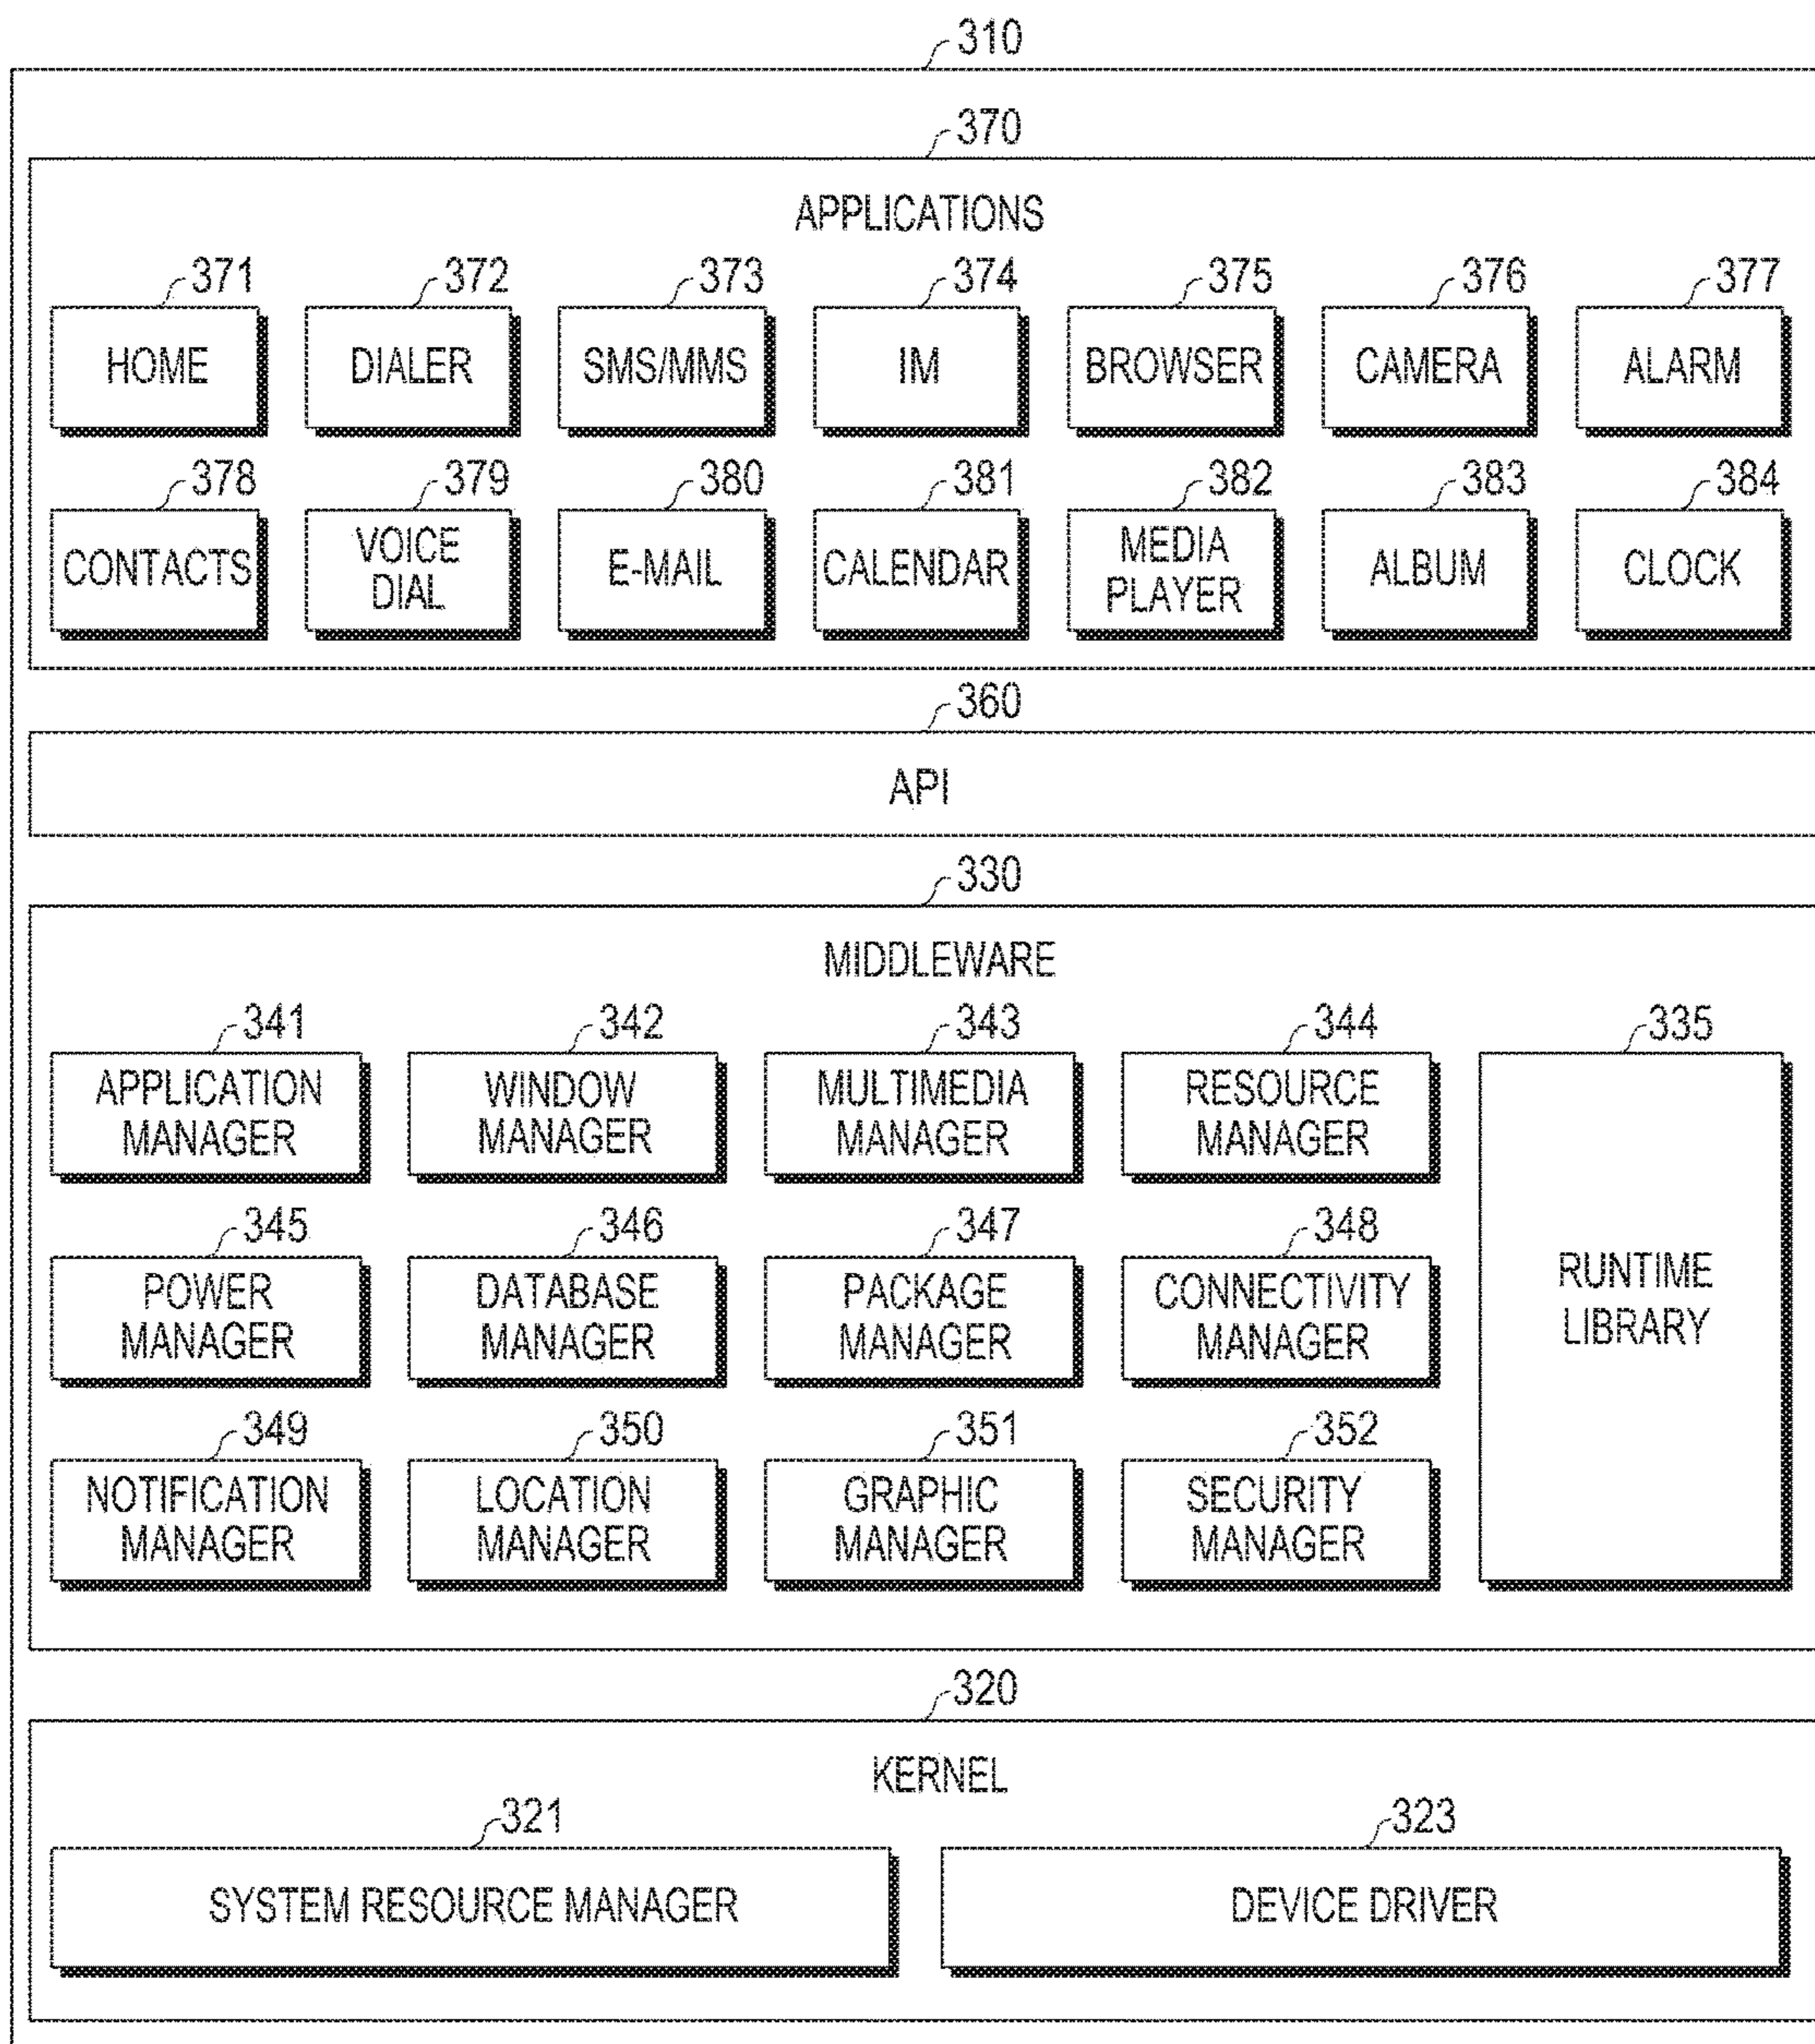 310
370
APPLICATIONS
371 372 373 374 375 376 377
HOME DIALER SMS/MMS IM BROWSER CAMERA ALARM
378 379 380 381 382 383 384
CONTACTS VOICE DIAL E-MAIL CALENDAR MEDIA PLAYER ALBUM CLOCK
360
API
330
MIDDLEWARE
341 342 343 344 335
APPLICATION MANAGER WINDOW MANAGER MULTIMEDIA MANAGER RESOURCE MANAGER
345 346 347 348
POWER MANAGER DATABASE MANAGER PACKAGE MANAGER CONNECTIVITY MANAGER RUNTIME LIBRARY
349 350 351 352
NOTIFICATION MANAGER LOCATION MANAGER GRAPHIC MANAGER SECURITY MANAGER
320
KERNEL
321 323
SYSTEM RESOURCE MANAGER DEVICE DRIVER